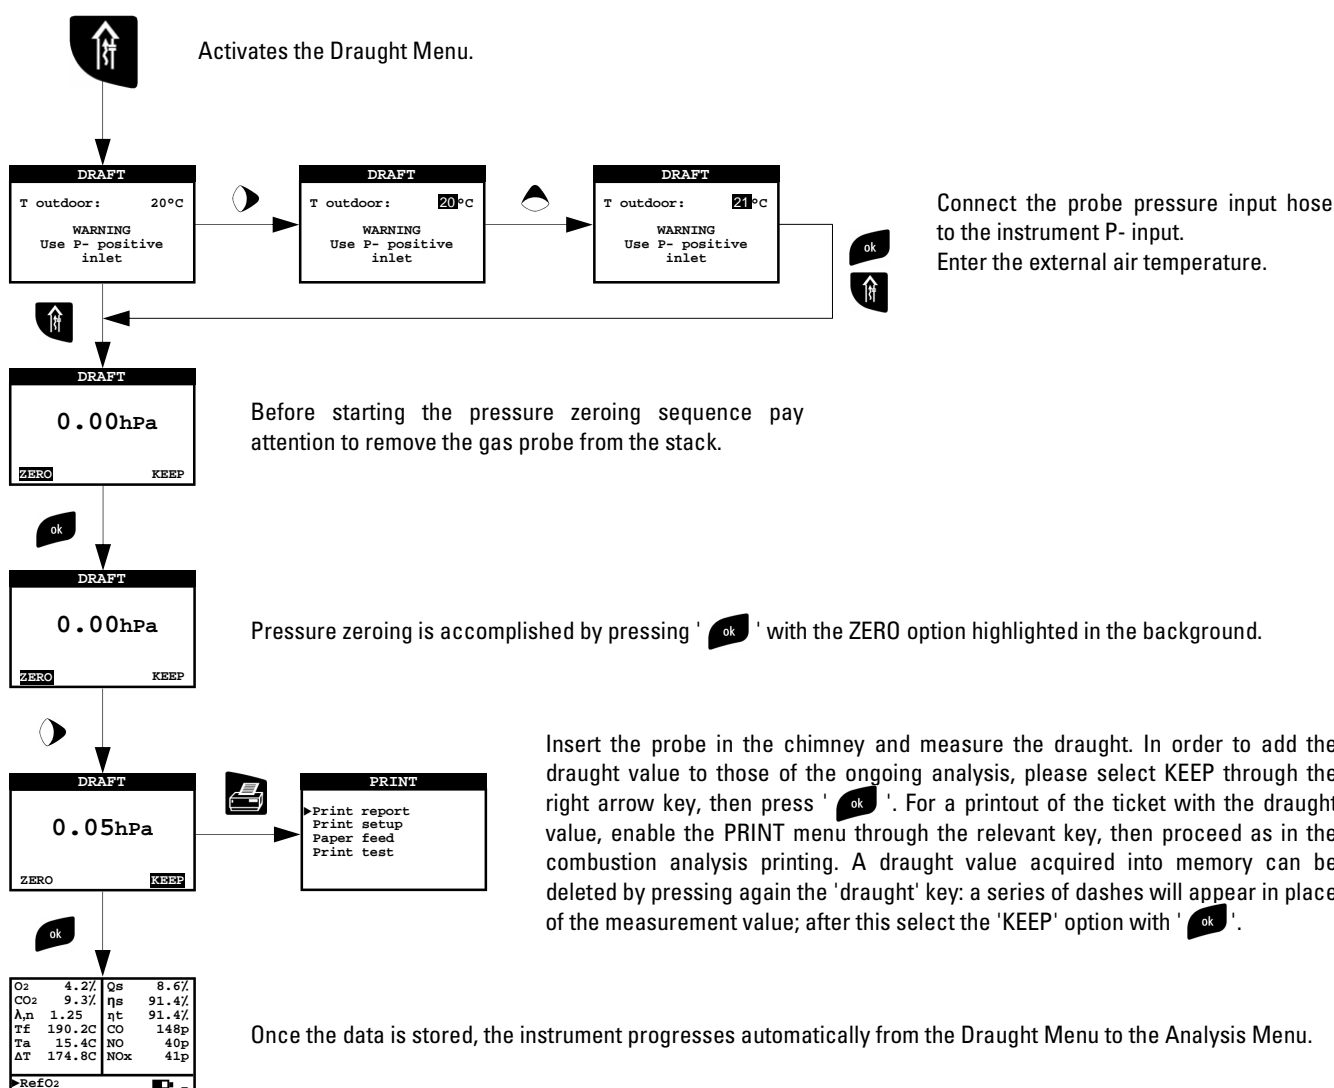 Activates the Draught Menu.
DRAFT
T outdoor: 20°C
WARNING
Use P- positive
inlet
DRAFT
T outdoor: 20°C
WARNING
Use P- positive
inlet
DRAFT
T outdoor: 21°C
WARNING
Use P- positive
inlet
ok
Connect the probe pressure input hose
to the instrument P- input.
Enter the external air temperature.
DRAFT
0.00hPa
ZERO KEEP
Before starting the pressure zeroing sequence pay
attention to remove the gas probe from the stack.
ok
DRAFT
0.00hPa
ZERO KEEP
Pressure zeroing is accomplished by pressing ' ok ' with the ZERO option highlighted in the background.
DRAFT
0.05hPa
ZERO KEEP
PRINT
▶Print report
Print setup
Paper feed
Print test
Insert the probe in the chimney and measure the draught. In order to add the
draught value to those of the ongoing analysis, please select KEEP through the
right arrow key, then press ' ok '. For a printout of the ticket with the draught
value, enable the PRINT menu through the relevant key, then proceed as in the
combustion analysis printing. A draught value acquired into memory can be
deleted by pressing again the 'draught' key: a series of dashes will appear in place
of the measurement value; after this select the 'KEEP' option with ' ok '.
ok
O2 4.2% Qs 8.6%
CO2 9.3% ηs 91.4%
λ,n 1.25 ηt 91.4%
Tf 190.2C CO 148p
Ta 15.4C NO 40p
ΔT 174.8C NOx 41p
▶RefO2
Once the data is stored, the instrument progresses automatically from the Draught Menu to the Analysis Menu.